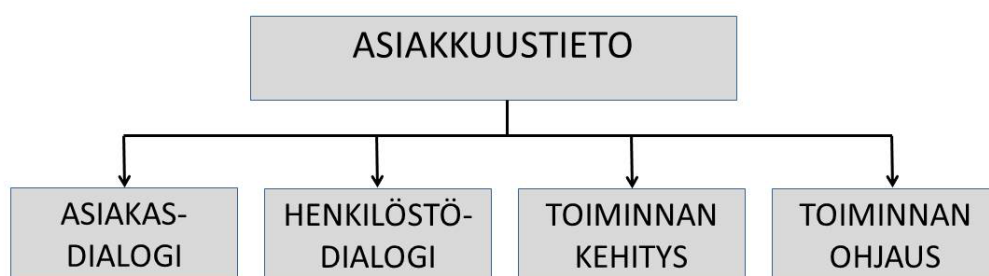 ASIAKKUUSTIETO
ASIAKAS-
DIALOGI
HENKILÖSTÖ-
DIALOGI
TOIMINNAN
KEHITYS
TOIMINNAN
OHJAUS